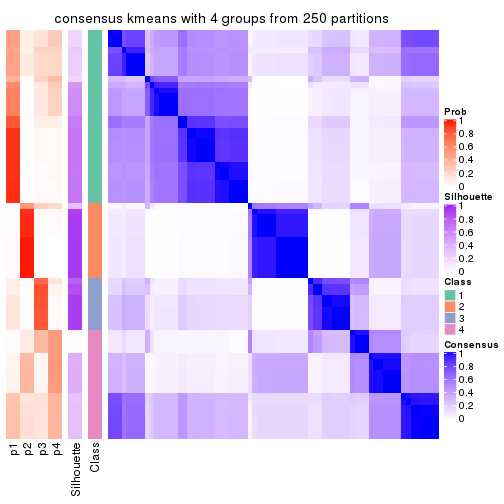 consensus kmeans with 4 groups from 250 partitions
Prob
1
0.8
0.6
0.4
0.2
0
Silhouette
1
0.8
0.6
0.4
0.2
0
Class
1
2
3
4
Consensus
1
0.8
0.6
0.4
0.2
0
p1
p2
p3
p4
Silhouette
Class